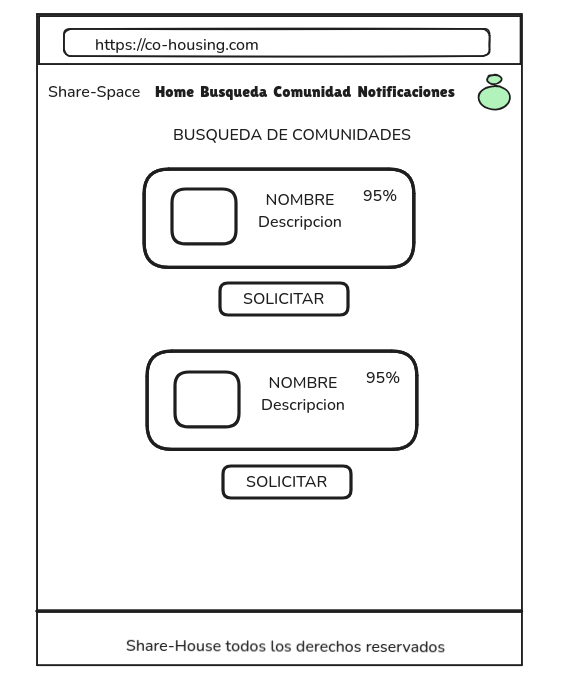 https://co-housing.com
Share-Space Home Busqueda Comunidad Notificaciones
BUSQUEDA DE COMUNIDADES
NOMBRE 95%
Descripcion
SOLICITAR
NOMBRE 95%
Descripcion
SOLICITAR
Share-House todos los derechos reservados